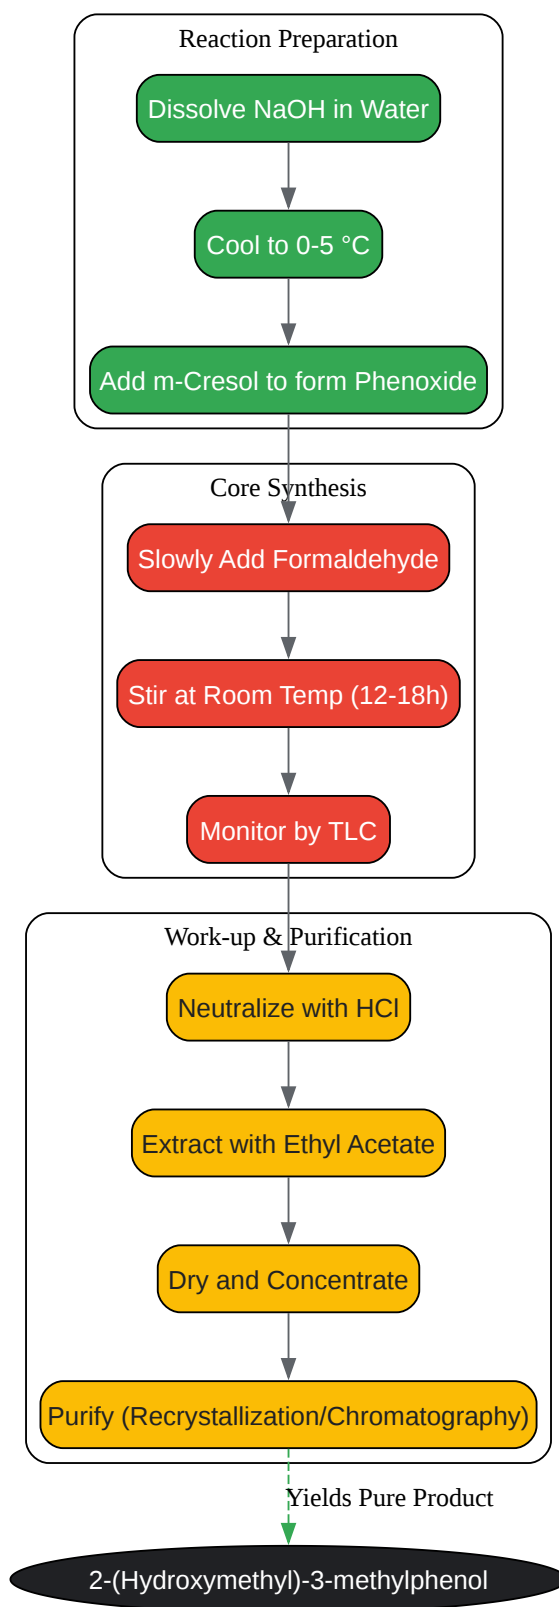 Reaction Preparation
Dissolve NaOH in Water
Cool to 0-5 °C
Add m-Cresol to form Phenoxide
Core Synthesis
Slowly Add Formaldehyde
Stir at Room Temp (12-18h)
Monitor by TLC
Work-up & Purification
Neutralize with HCl
Extract with Ethyl Acetate
Dry and Concentrate
Purify (Recrystallization/Chromatography)
Yields Pure Product
2-(Hydroxymethyl)-3-methylphenol